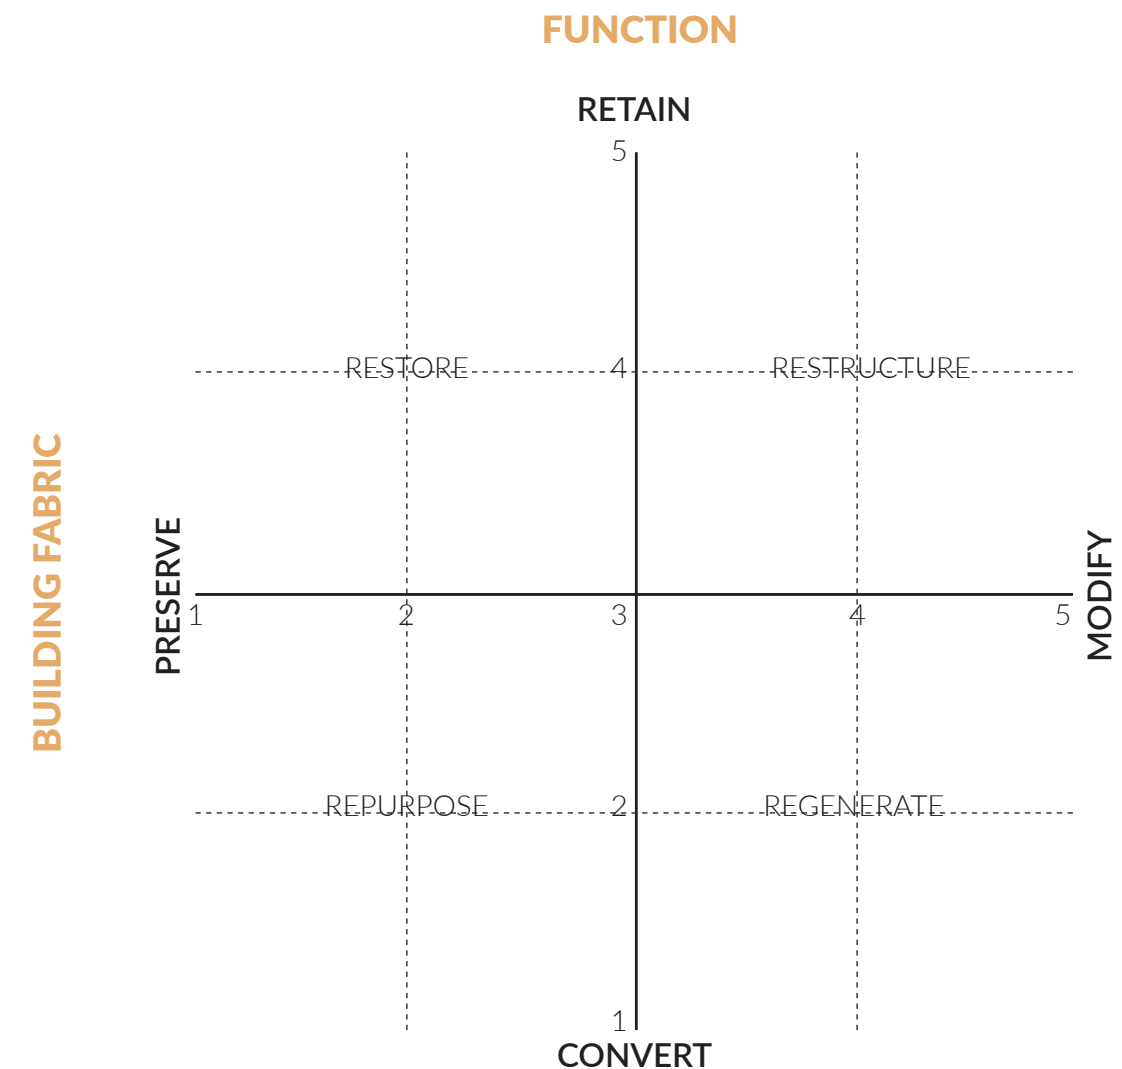 FUNCTION
RETAIN
5
RESTORE
4
RESTRUCTURE
BUILDING FABRIC
PRESERVE
MODIFY
1
2
3
4
5
REPURPOSE
2
REGENERATE
1
CONVERT